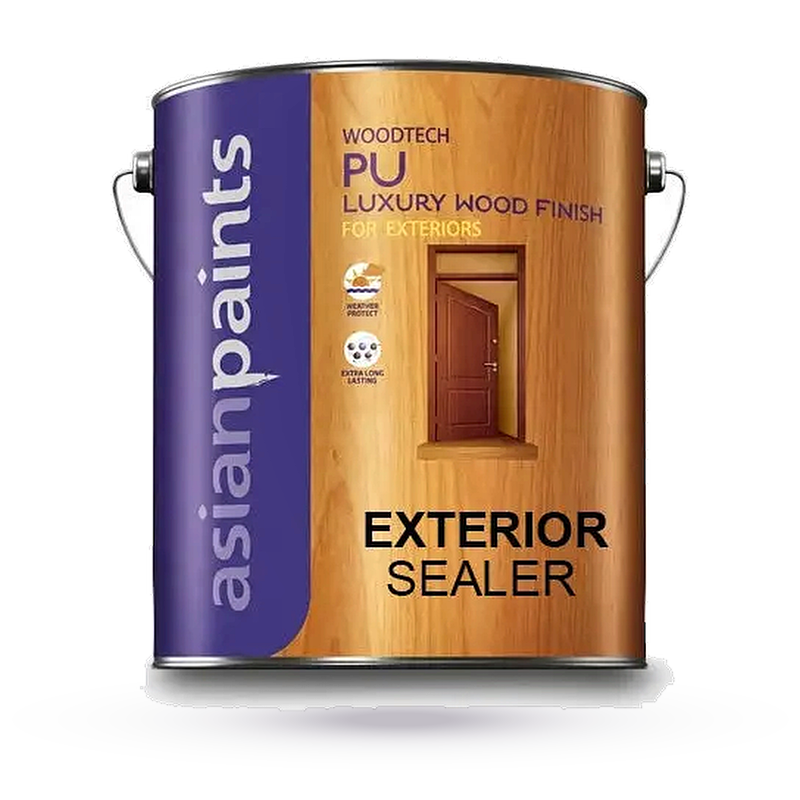 asianpaints
WOODTECH
PU
LUXURY WOOD FINISH
FOR EXTERIORS
WEATHER
PROTECT
EXTRA LONG
LASTING
EXTERIOR
SEALER